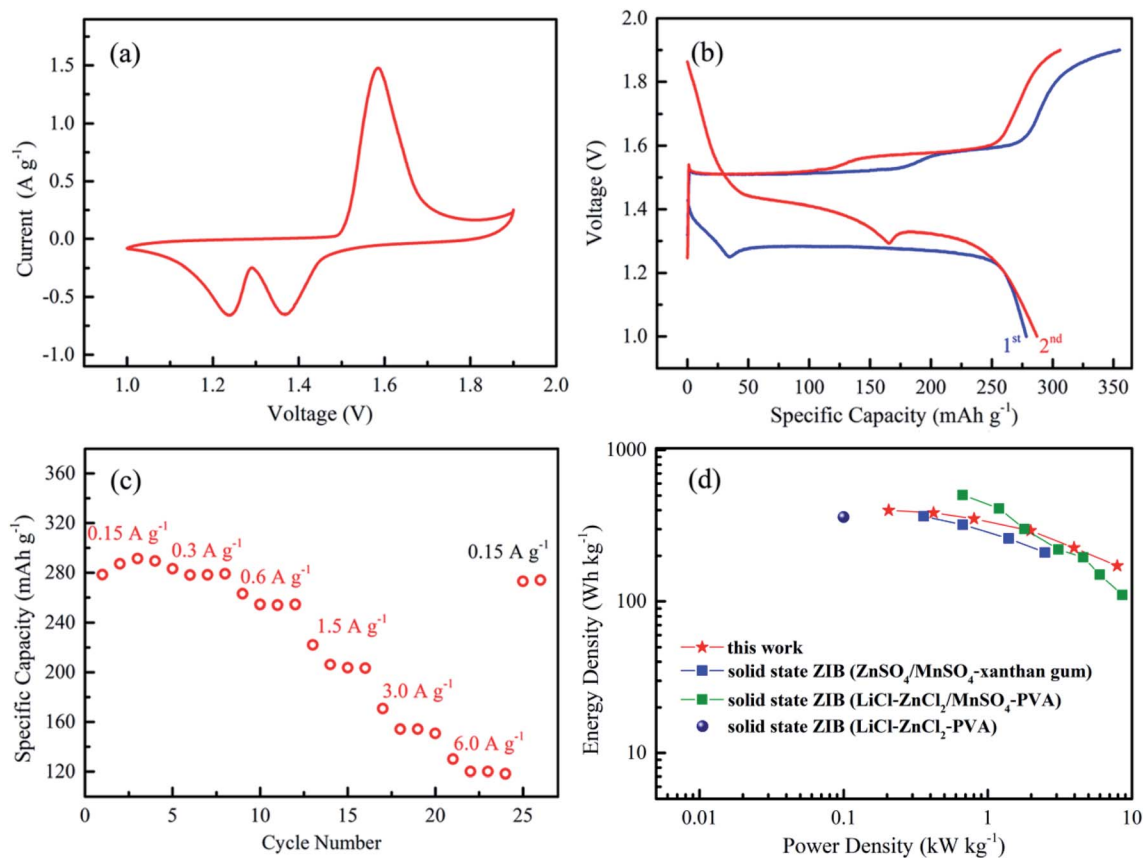 (a)
1.5
1.0
0.5
0.0
-0.5
-1.0
Current (A g⁻¹)
1.0 1.2 1.4 1.6 1.8 2.0
Voltage (V)
(b)
2.0
1.8
1.6
1.4
1.2
1.0
Voltage (V)
1ˢᵗ 2ⁿᵈ
0 50 100 150 200 250 300 350
Specific Capacity (mAh g⁻¹)
(c)
360
320
280
240
200
160
120
Specific Capacity (mAh g⁻¹)
0.15 A g⁻¹
0.3 A g⁻¹
0.6 A g⁻¹
1.5 A g⁻¹
3.0 A g⁻¹
6.0 A g⁻¹
0.15 A g⁻¹
0 5 10 15 20 25
Cycle Number
(d)
1000
100
10
Energy Density (Wh kg⁻¹)
this work
solid state ZIB (ZnSO₄/MnSO₄-xanthan gum)
solid state ZIB (LiCl-ZnCl₂/MnSO₄-PVA)
solid state ZIB (LiCl-ZnCl₂-PVA)
0.01 0.1 1 10
Power Density (kW kg⁻¹)